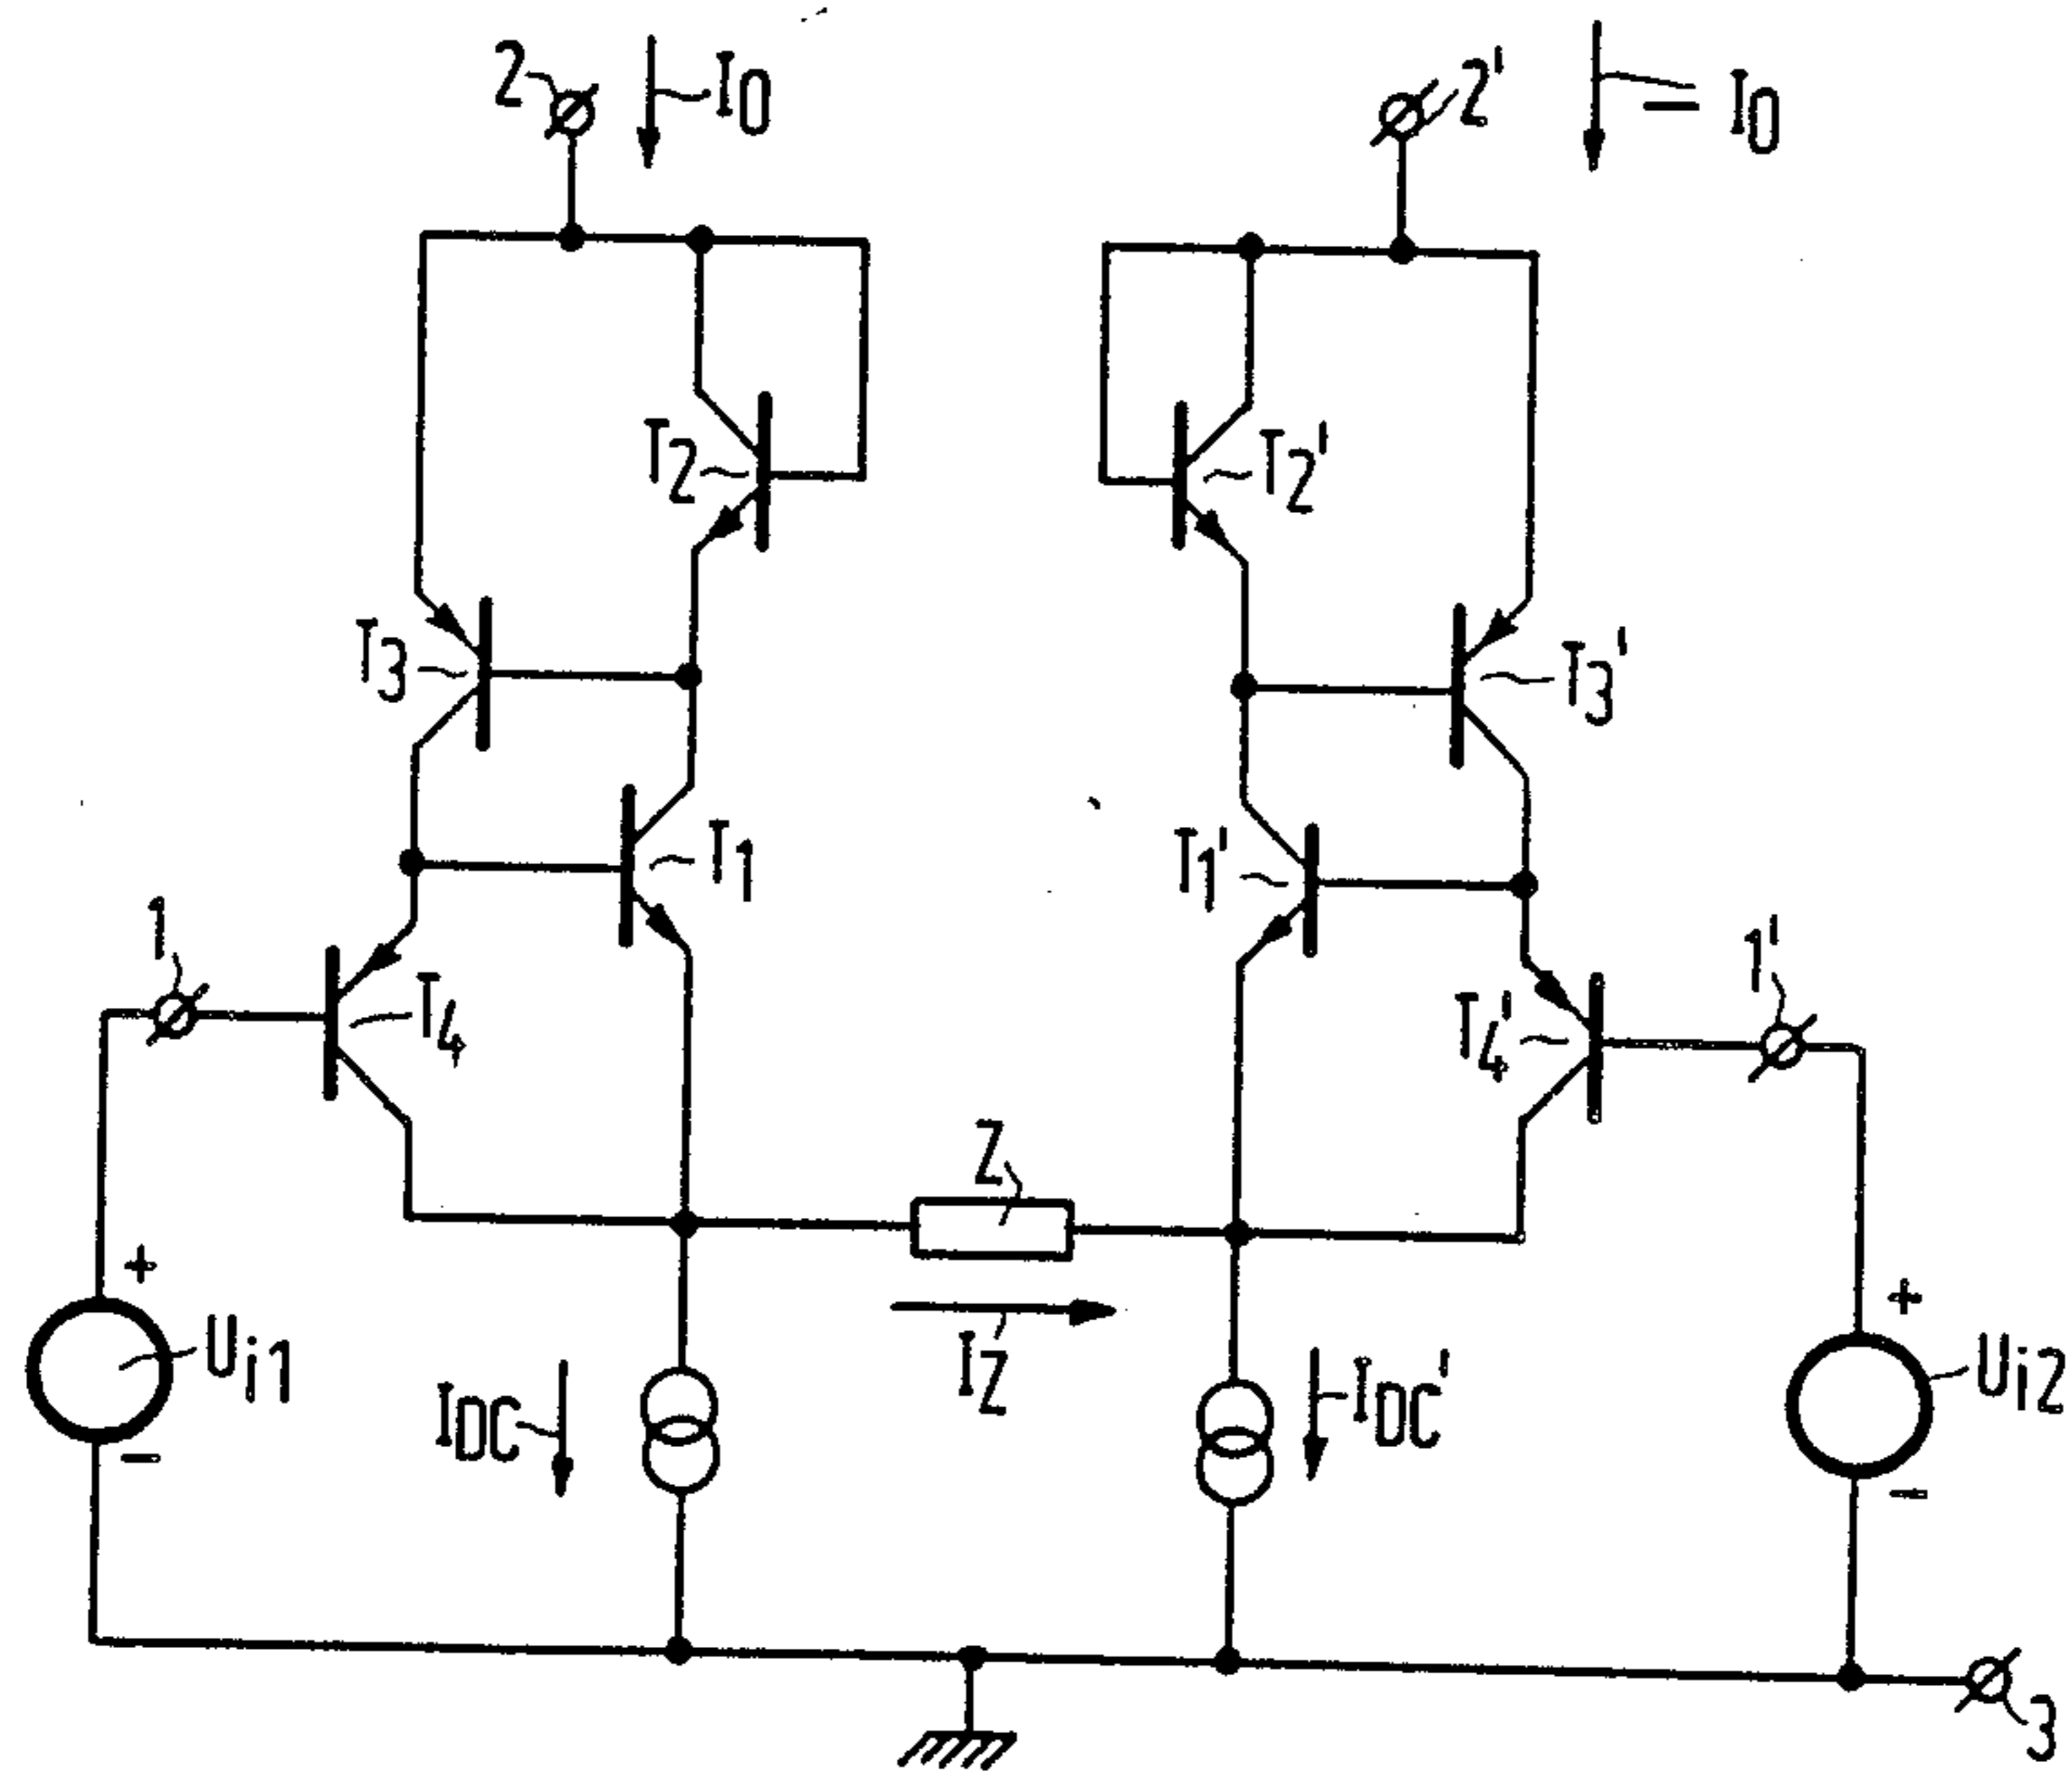 2 I0 2' – I0
T2 T2'
T3 T3'
T1 T1'
1 T4 T4' 1'
Z
+ +
Ui1 IDC IZ IDC' Ui2
– –
3